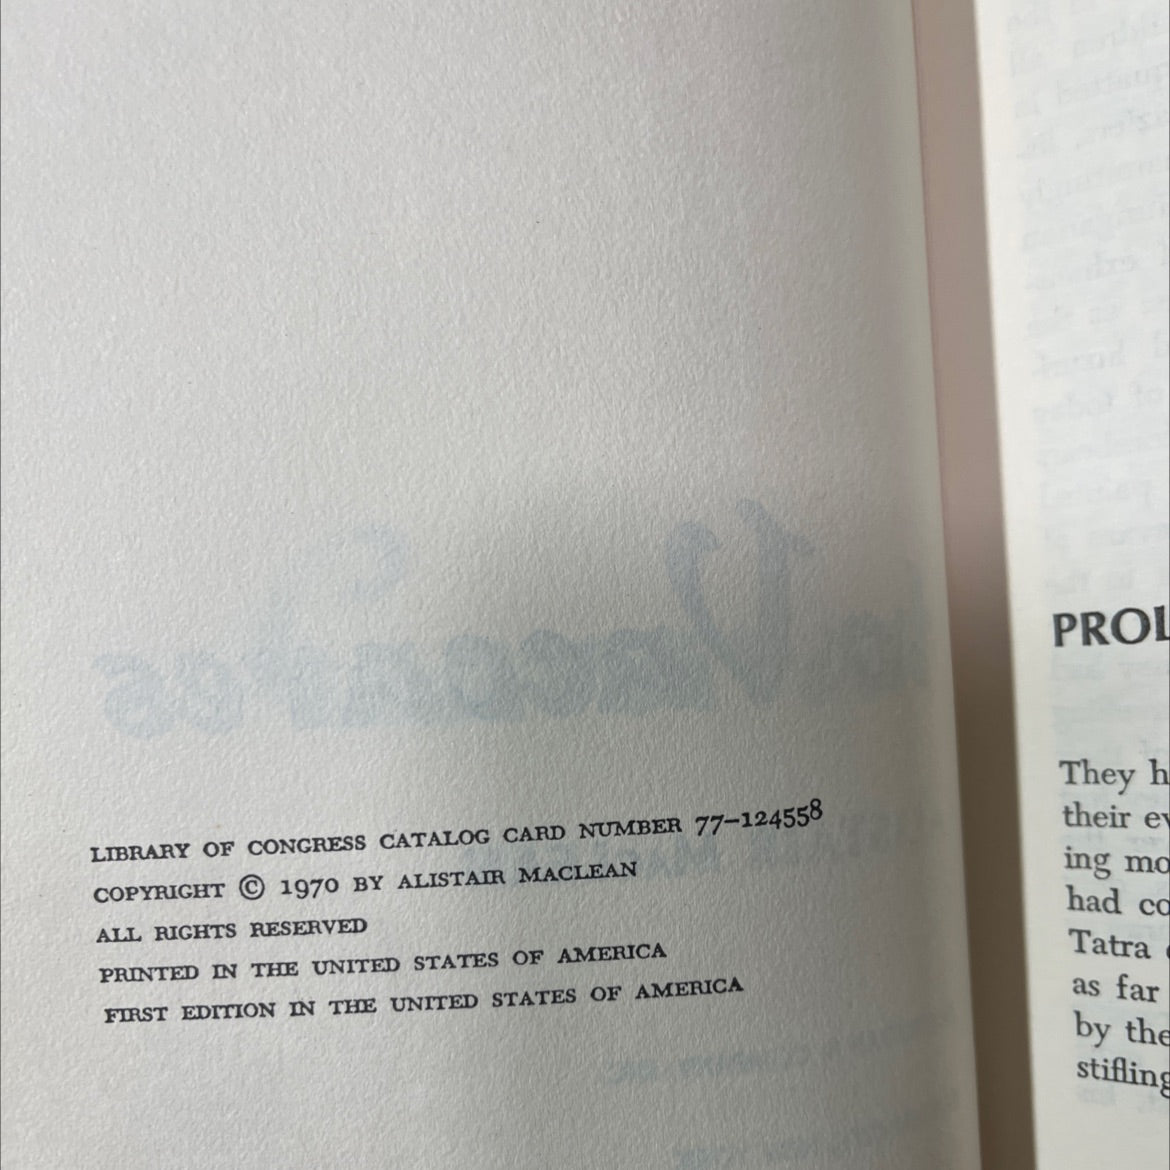 LIBRARY OF CONGRESS CATALOG CARD NUMBER 77–124558
COPYRIGHT © 1970 BY ALISTAIR MACLEAN
ALL RIGHTS RESERVED
PRINTED IN THE UNITED STATES OF AMERICA
FIRST EDITION IN THE UNITED STATES OF AMERICA
PROL
They h
their ev
ing mo
had co
Tatra
as far
by the
stifling